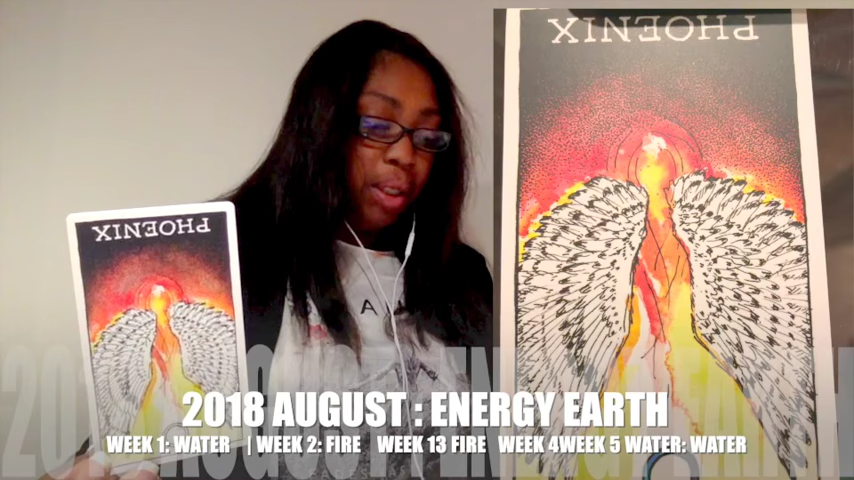 PHOENIX
PHOENIX
A
2018 AUGUST : ENERGY EARTH
WEEK 1: WATER | WEEK 2: FIRE WEEK 13 FIRE WEEK 4WEEK 5 WATER: WATER